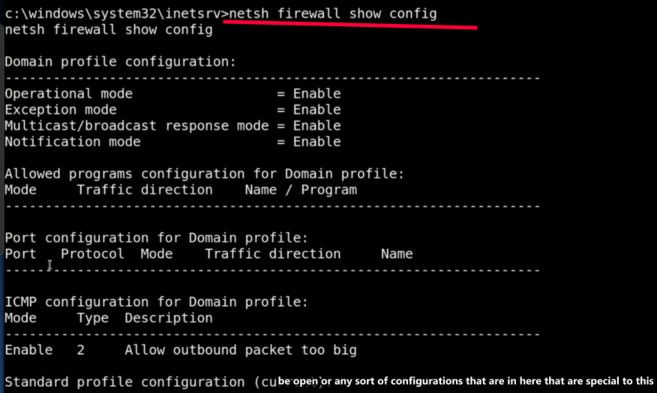 c:\windows\system32\inetsrv>netsh firewall show config
netsh firewall show config
Domain profile configuration:
-------------------------------------------------------------------
Operational mode                  = Enable
Exception mode                    = Enable
Multicast/broadcast response mode = Enable
Notification mode                 = Enable
Allowed programs configuration for Domain profile:
Mode     Traffic direction    Name / Program
-------------------------------------------------------------------
Port configuration for Domain profile:
Port   Protocol  Mode    Traffic direction     Name
-------------------------------------------------------------------
ICMP configuration for Domain profile:
Mode     Type  Description
-------------------------------------------------------------------
Enable   2     Allow outbound packet too big
Standard profile configuration
be open or any sort of configurations that are in here that are special to this